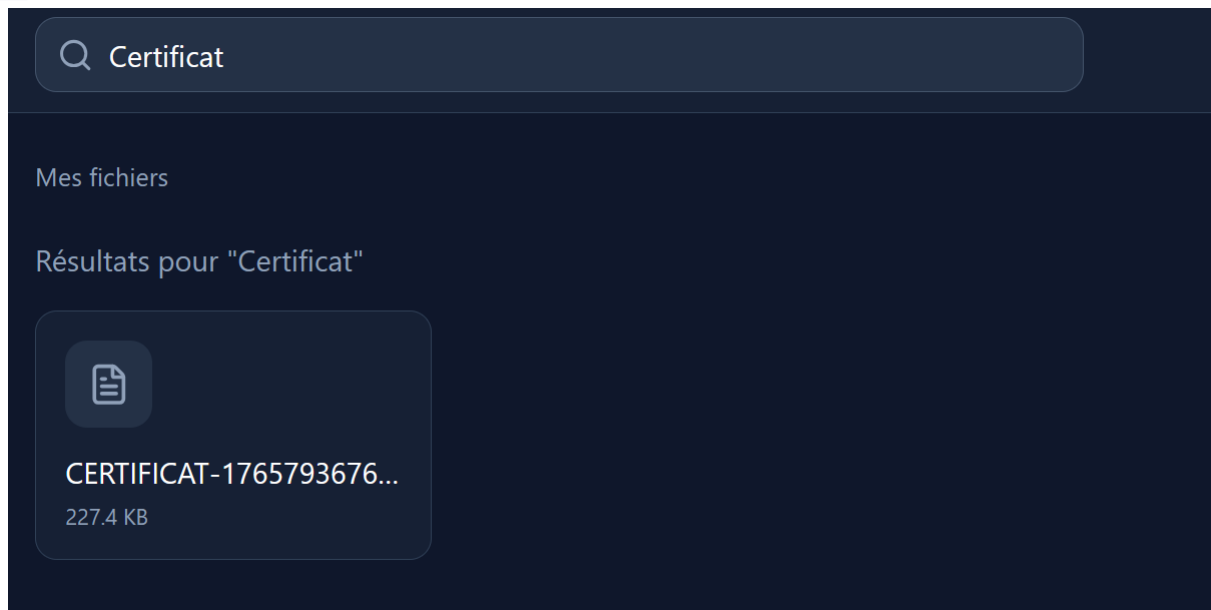 Certificat
Mes fichiers
Résultats pour "Certificat"
CERTIFICAT-1765793676...
227.4 KB